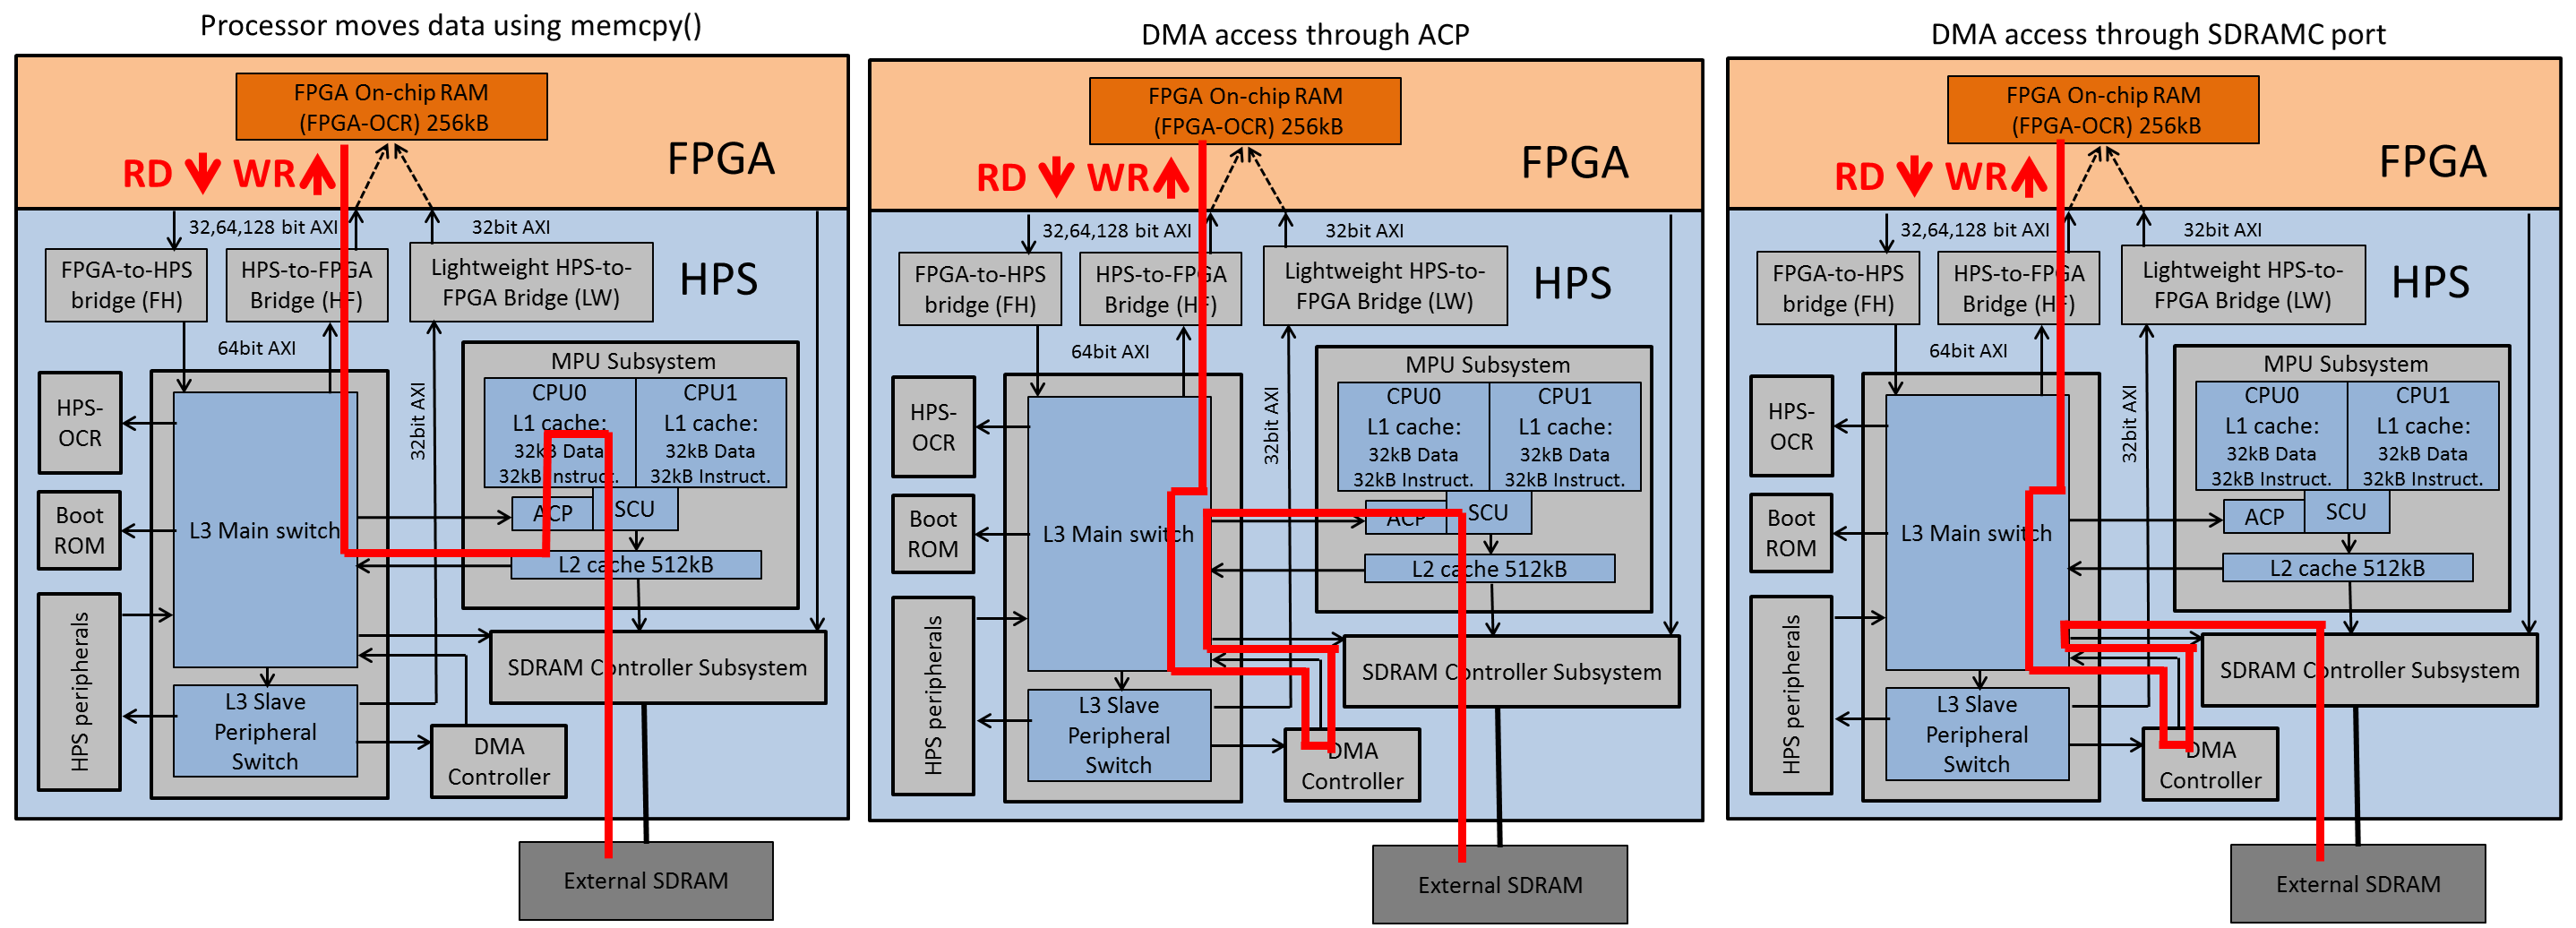 Processor moves data using memcpy()
FPGA On-chip RAM
(FPGA-OCR) 256kB
RD WR
FPGA
32,64,128 bit AXI
32bit AXI
FPGA-to-HPS
bridge (FH)
HPS-to-FPGA
Bridge (HF)
Lightweight HPS-to-
FPGA Bridge (LW)
HPS
64bit AXI
32bit AXI
MPU Subsystem
CPU0
L1 cache:
32kB Data
32kB Instruct.
CPU1
L1 cache:
32kB Data
32kB Instruct.
ACP
SCU
L2 cache 512kB
HPS-
OCR
Boot
ROM
L3 Main switch
HPS peripherals
SDRAM Controller Subsystem
L3 Slave
Peripheral
Switch
DMA
Controller
External SDRAM
DMA access through ACP
FPGA On-chip RAM
(FPGA-OCR) 256kB
RD WR
FPGA
32,64,128 bit AXI
32bit AXI
FPGA-to-HPS
bridge (FH)
HPS-to-FPGA
Bridge (HF)
Lightweight HPS-to-
FPGA Bridge (LW)
HPS
64bit AXI
32bit AXI
MPU Subsystem
CPU0
L1 cache:
32kB Data
32kB Instruct.
CPU1
L1 cache:
32kB Data
32kB Instruct.
ACP
SCU
L2 cache 512kB
HPS-
OCR
Boot
ROM
L3 Main switch
HPS peripherals
SDRAM Controller Subsystem
L3 Slave
Peripheral
Switch
DMA
Controller
External SDRAM
DMA access through SDRAMC port
FPGA On-chip RAM
(FPGA-OCR) 256kB
RD WR
FPGA
32,64,128 bit AXI
32bit AXI
FPGA-to-HPS
bridge (FH)
HPS-to-FPGA
Bridge (HF)
Lightweight HPS-to-
FPGA Bridge (LW)
HPS
64bit AXI
32bit AXI
MPU Subsystem
CPU0
L1 cache:
32kB Data
32kB Instruct.
CPU1
L1 cache:
32kB Data
32kB Instruct.
ACP
SCU
L2 cache 512kB
HPS-
OCR
Boot
ROM
L3 Main switch
HPS peripherals
SDRAM Controller Subsystem
L3 Slave
Peripheral
Switch
DMA
Controller
External SDRAM